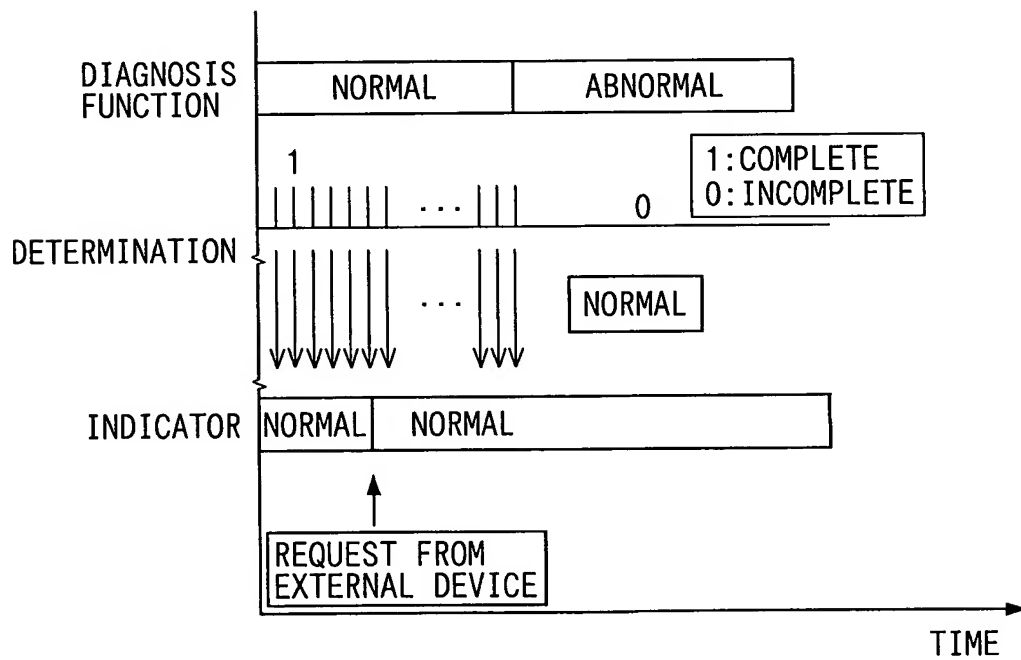 DIAGNOSIS
FUNCTION
NORMAL
ABNORMAL
1
1:COMPLETE
0:INCOMPLETE
...
0
DETERMINATION
...
NORMAL
INDICATOR
NORMAL
NORMAL
REQUEST FROM
EXTERNAL DEVICE
TIME